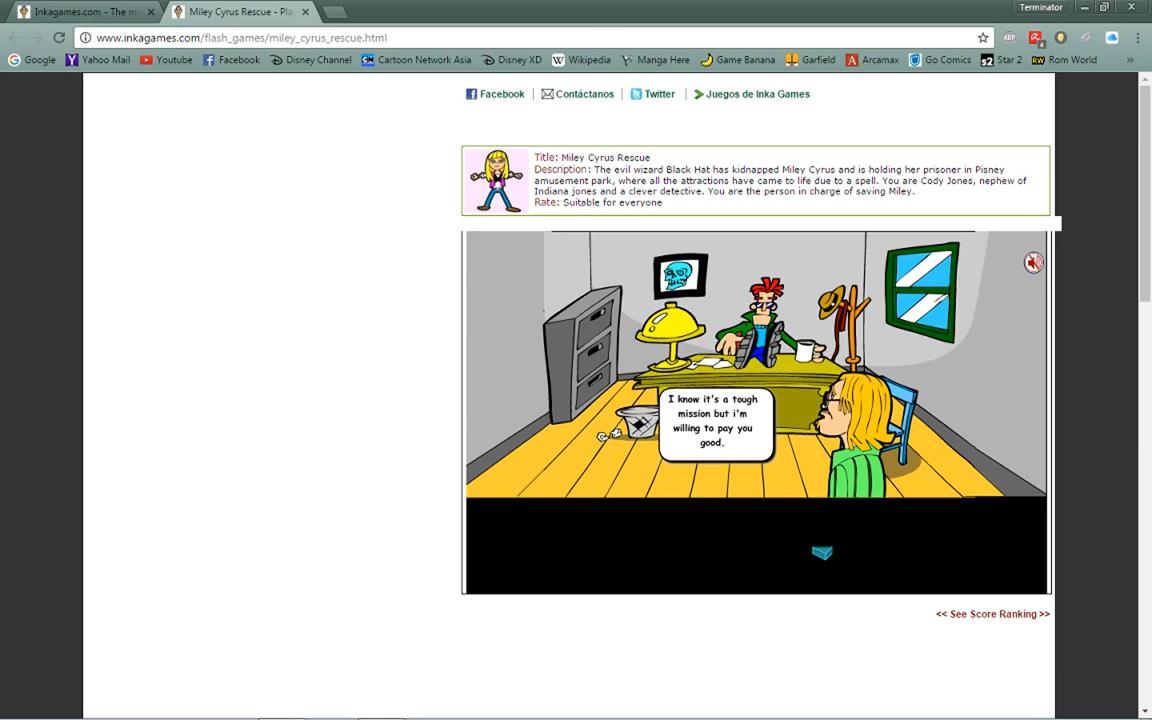 Terminator
Inkagames.com - The m
Miley Cyrus Rescue - Pla
www.inkagames.com/flash_games/miley_cyrus_rescue.html
ABP
4
Google Yahoo Mail Youtube Facebook Disney Channel CN Cartoon Network Asia Disney XD W Wikipedia Manga Here Game Banana Garfield A Arcamax Go Comics s2 Star 2 RW Rom World »
Facebook | Contáctanos | Twitter | Juegos de Inka Games
Title: Miley Cyrus Rescue
Description: The evil wizard Black Hat has kidnapped Miley Cyrus and is holding her prisoner in Pisney
amusement park, where all the attractions have came to life due to a spell. You are Cody Jones, nephew of
Indiana jones and a clever detective. You are the person in charge of saving Miley.
Rate: Suitable for everyone
I know it's a tough
mission but i'm
willing to pay you
good.
<< See Score Ranking >>